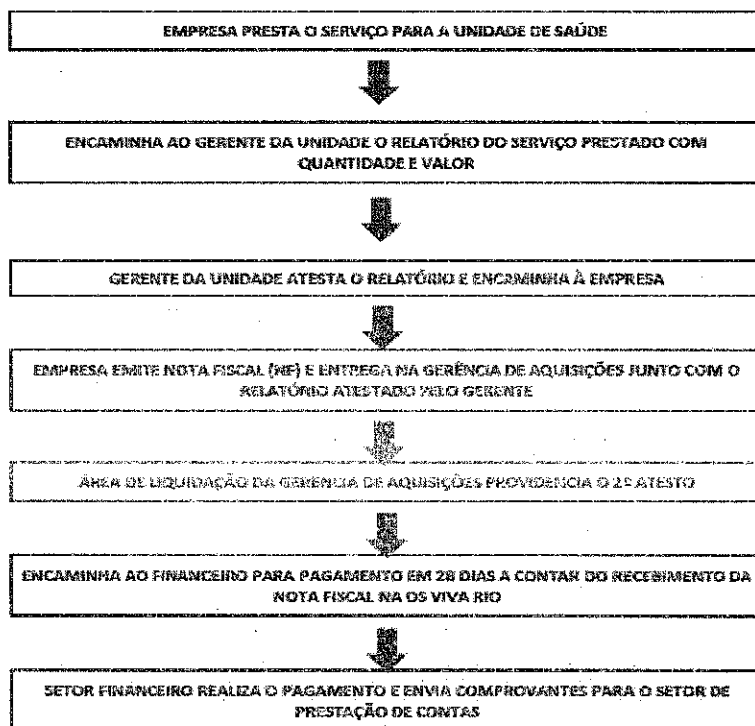 EMPRESA PRESTA O SERVIÇO PARA A UNIDADE DE SAÚDE
ENCAMINHA AO GERENTE DA UNIDADE O RELATÓRIO DO SERVIÇO PRESTADO COM
QUANTIDADE E VALOR
GERENTE DA UNIDADE ATESTA O RELATÓRIO E ENCAMINHA À EMPRESA
EMPRESA EMITE NOTA FISCAL (NF) E ENTREGA NA GERÊNCIA DE AQUISIÇÕES JUNTO COM O
RELATÓRIO ATESTADO PELO GERENTE
ÁREA DE LIQUIDAÇÃO DA GERENCIA DE AQUISIÇÕES PROVIDENCIA O 2º ATESTO
ENCAMINHA AO FINANCEIRO PARA PAGAMENTO EM 28 DIAS A CONTAR DO RECEBIMENTO DA
NOTA FISCAL NA OS VIVA RIO
SETOR FINANCEIRO REALIZA O PAGAMENTO E ENVIA COMPROVANTES PARA O SETOR DE
PRESTAÇÃO DE CONTAS